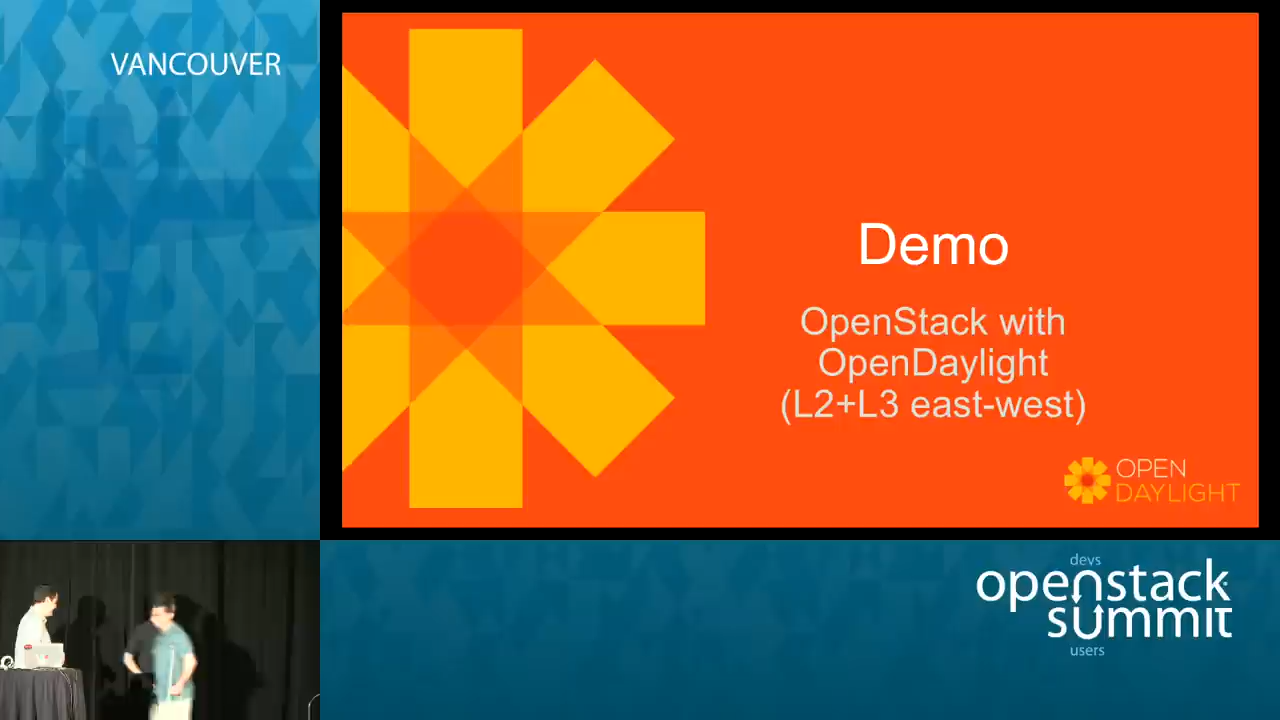 VANCOUVER
Demo
OpenStack with
OpenDaylight
(L2+L3 east-west)
OPEN
DAYLIGHT
devs
openstack
summit
users